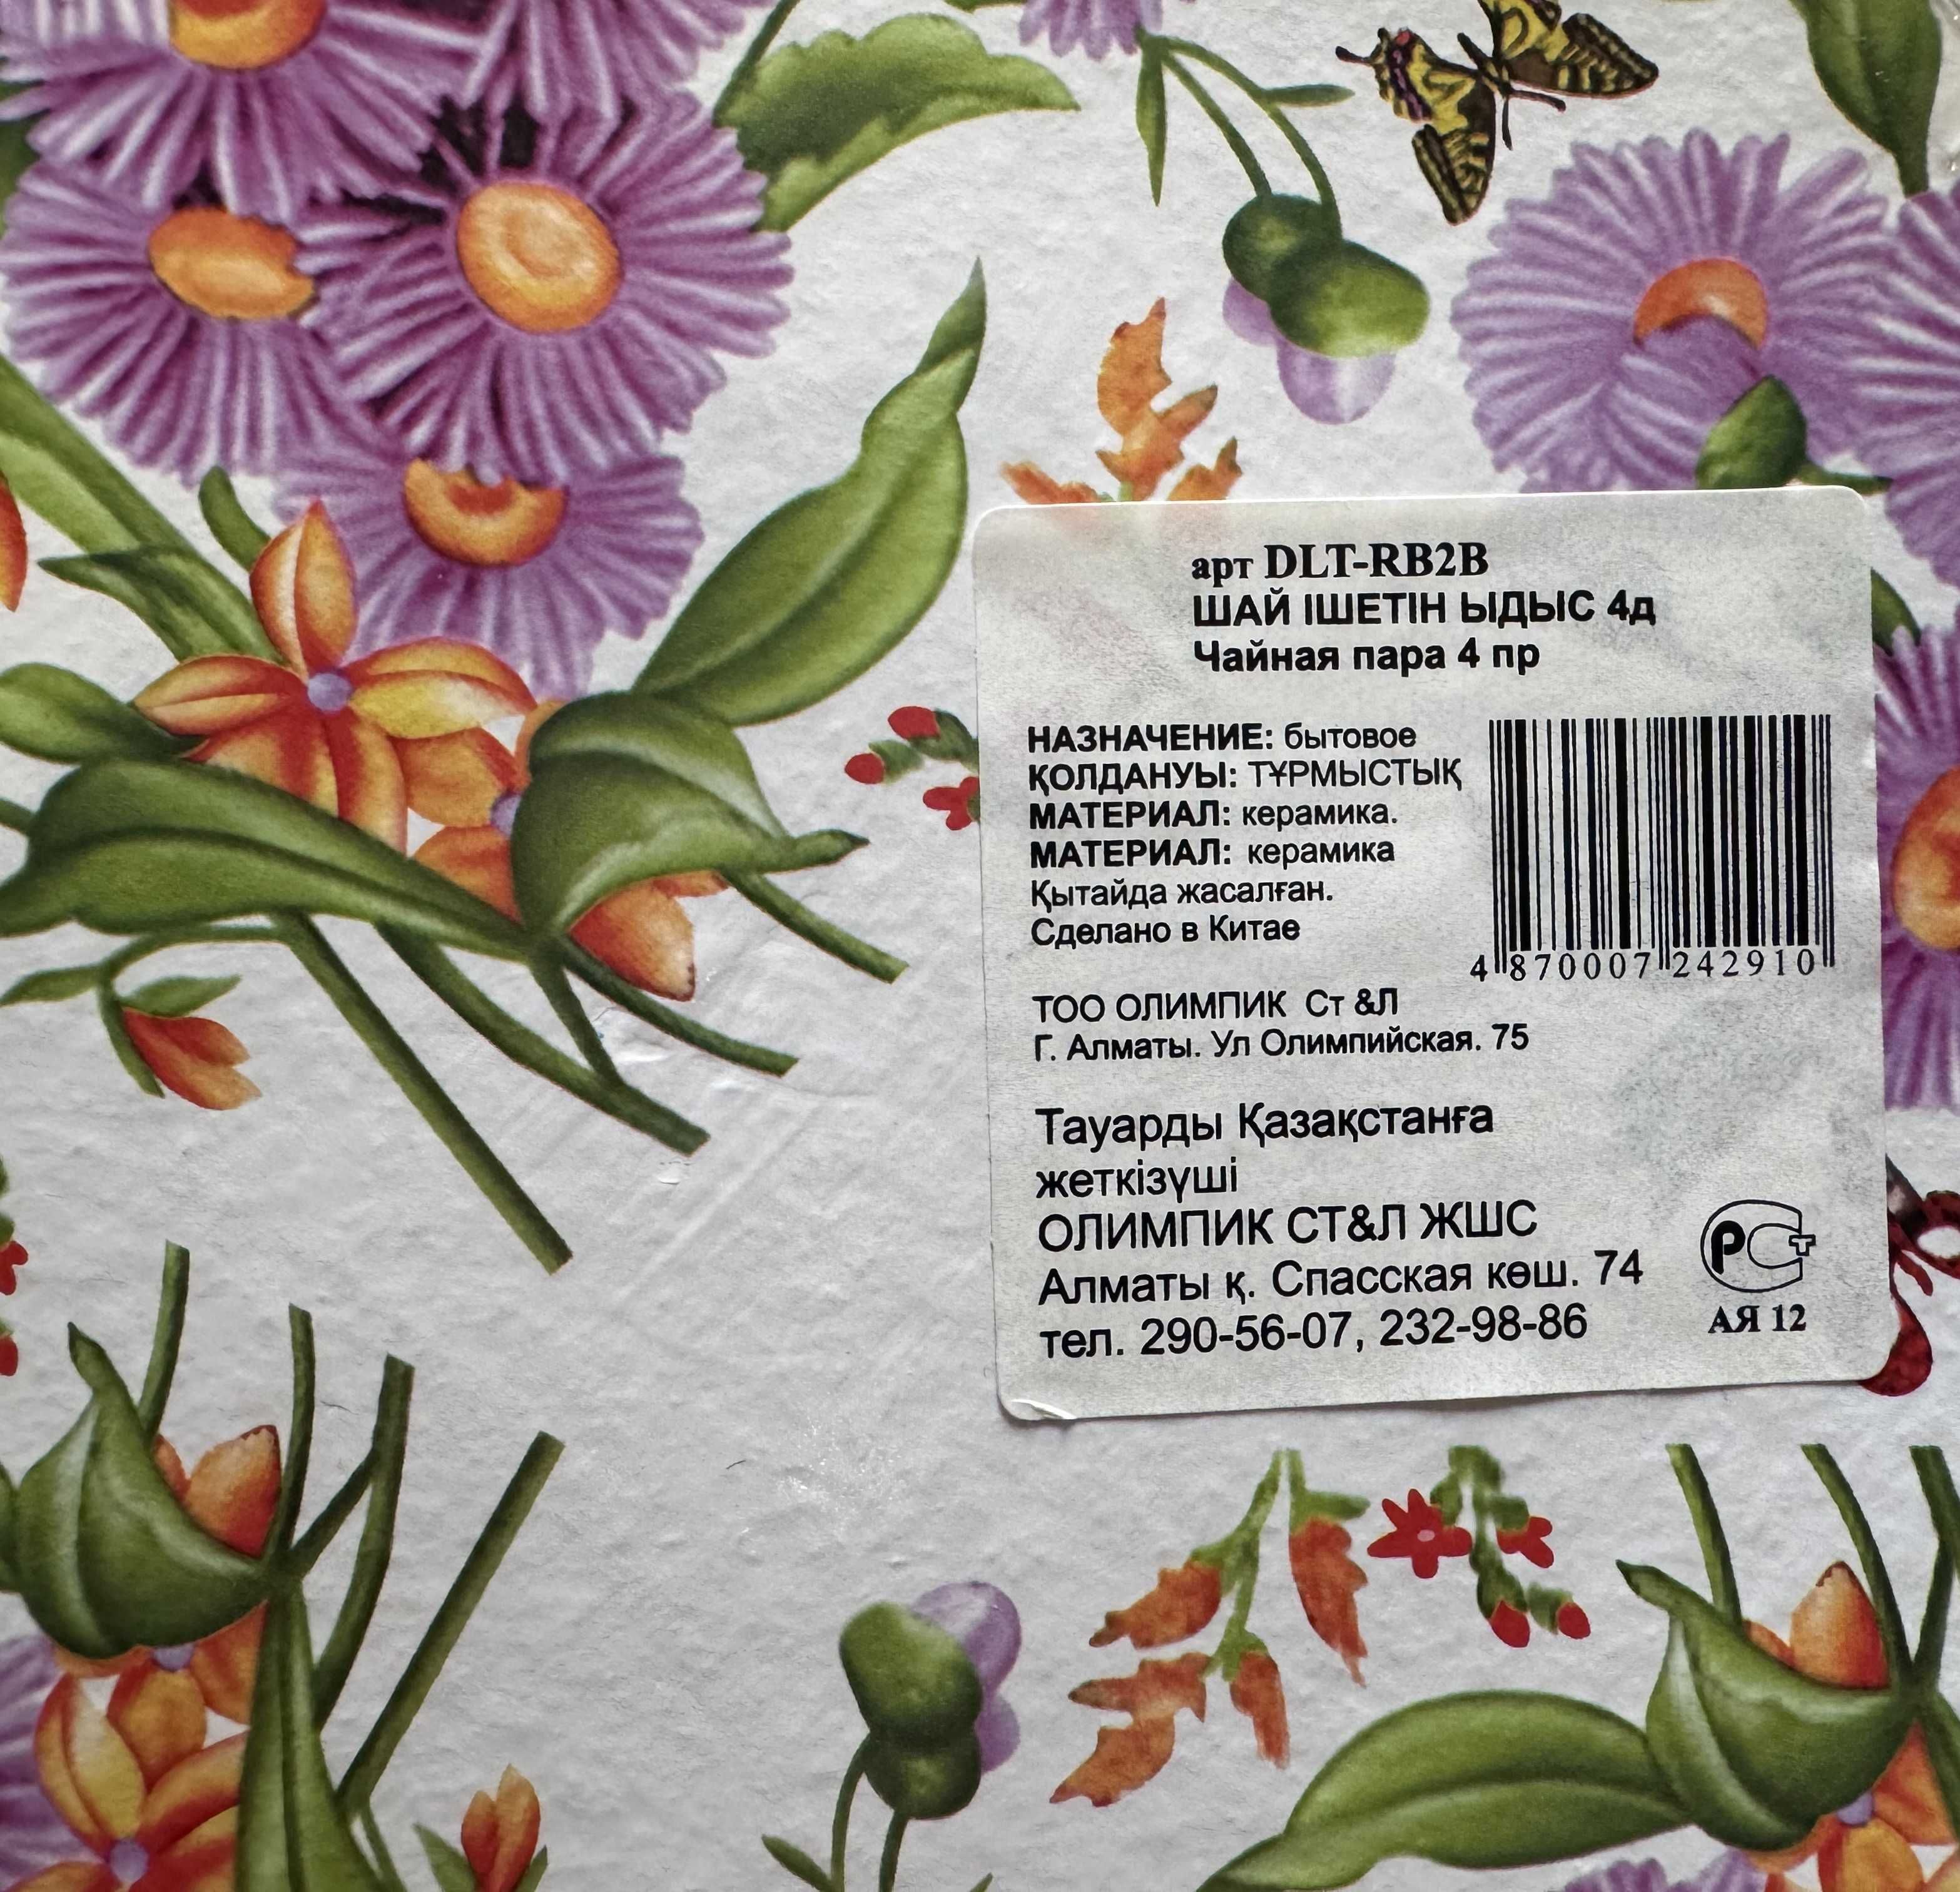 арт DLT-RB2B
ШАЙ ІШЕТІН ЫДЫС 4д
Чайная пара 4 пр
НАЗНАЧЕНИЕ: бытовое
ҚОЛДАНУЫ: ТҰРМЫСТЫҚ
МАТЕРИАЛ: керамика.
МАТЕРИАЛ: керамика
Қытайда жасалған.
Сделано в Китае
4 870007 242910
ТОО ОЛИМПИК Ст &Л
Г. Алматы. Ул Олимпийская. 75
Тауарды Қазақстанға
жеткізүші
ОЛИМПИК СТ&Л ЖШС
Алматы қ. Спасская көш. 74
тел. 290-56-07, 232-98-86
РСТ
АЯ 12